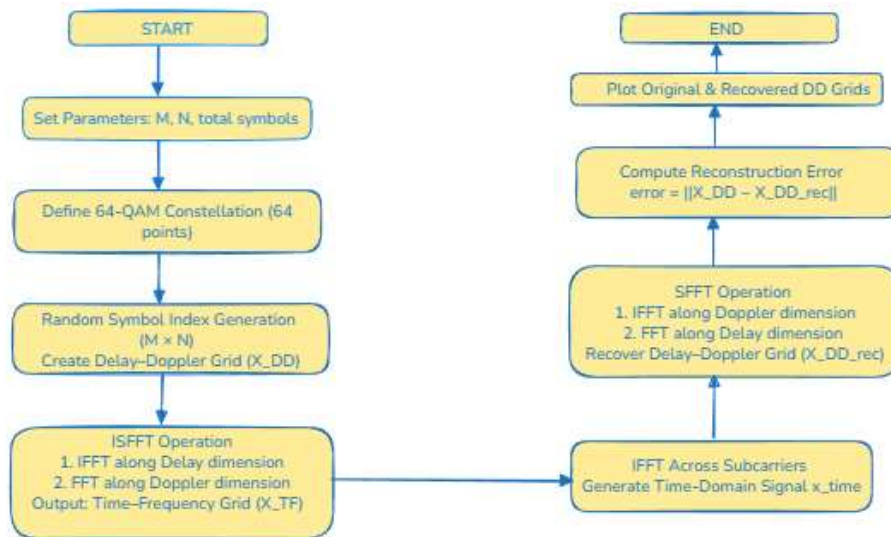 START
Set Parameters: M, N, total symbols
Define 64-QAM Constellation (64
points)
Random Symbol Index Generation
(M × N)
Create Delay–Doppler Grid (X_DD)
ISFFT Operation
1. IFFT along Delay dimension
2. FFT along Doppler dimension
Output: Time–Frequency Grid (X_TF)
IFFT Across Subcarriers
Generate Time-Domain Signal x_time
SFFT Operation
1. IFFT along Doppler dimension
2. FFT along Delay dimension
Recover Delay–Doppler Grid (X_DD_rec)
Compute Reconstruction Error
error = ||X_DD – X_DD_rec||
Plot Original & Recovered DD Grids
END